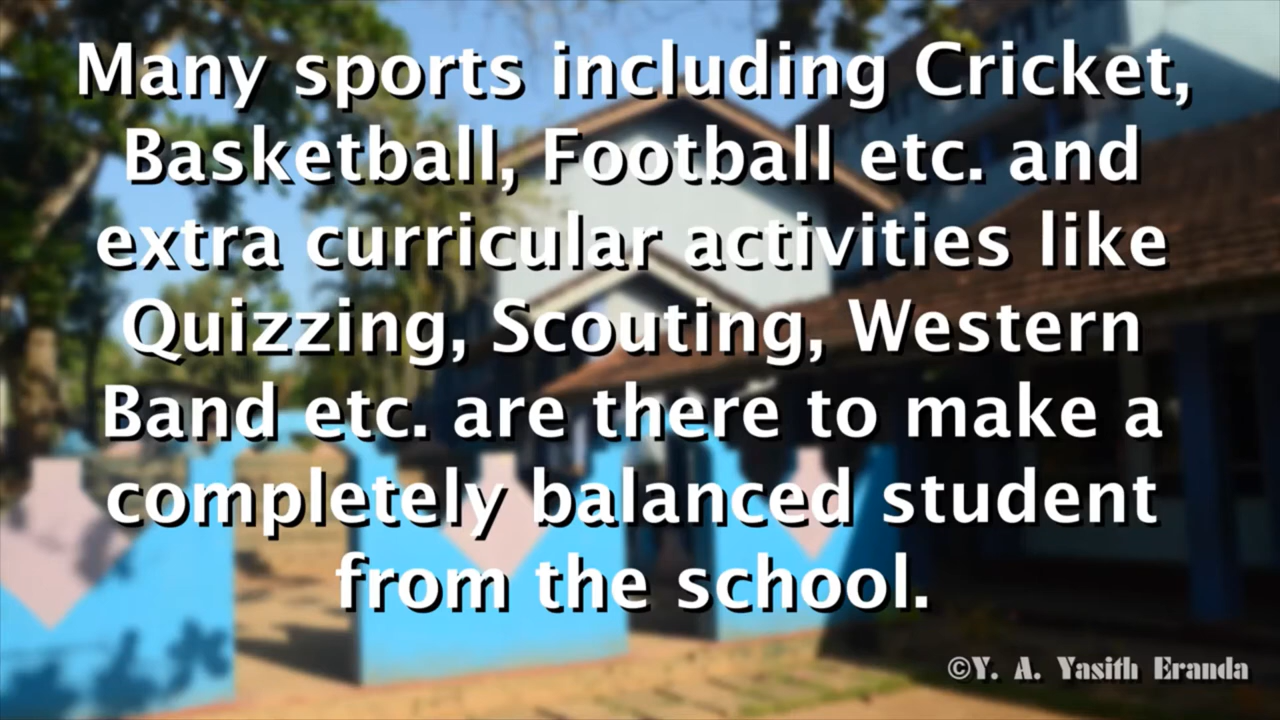 Many sports including Cricket,
Basketball, Football etc. and
extra curricular activities like
Quizzing, Scouting, Western
Band etc. are there to make a
completely balanced student
from the school.
©Y. A. Yasith Eranda